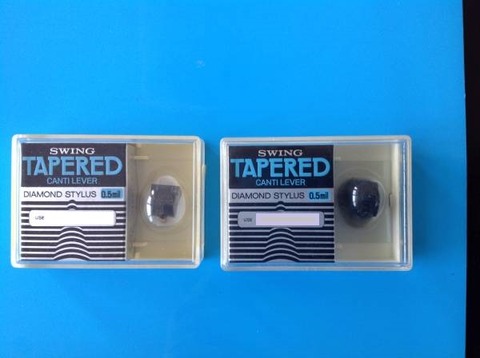 SWING
TAPERED
CANTI LEVER
DIAMOND STYLUS 0.5mil
USE
SWING
TAPERED
CANTI LEVER
DIAMOND STYLUS 0.5mil
USE